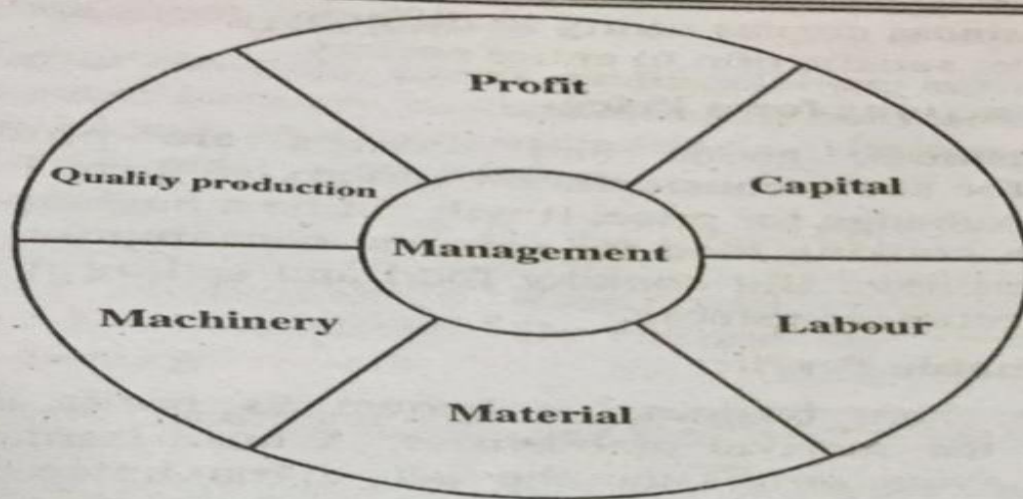 Profit
Quality production
Capital
Management
Machinery
Labour
Material